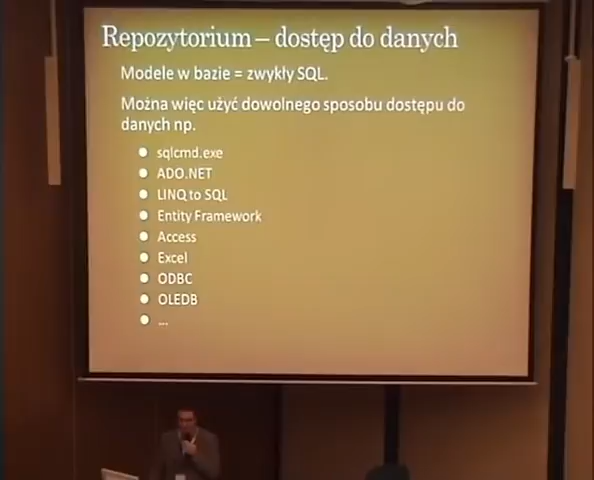 Repozytorium – dostęp do danych
Modele w bazie = zwykły SQL.
Można więc użyć dowolnego sposobu dostępu do
danych np.
sqlcmd.exe
ADO.NET
LINQ to SQL
Entity Framework
Access
Excel
ODBC
OLEDB
...